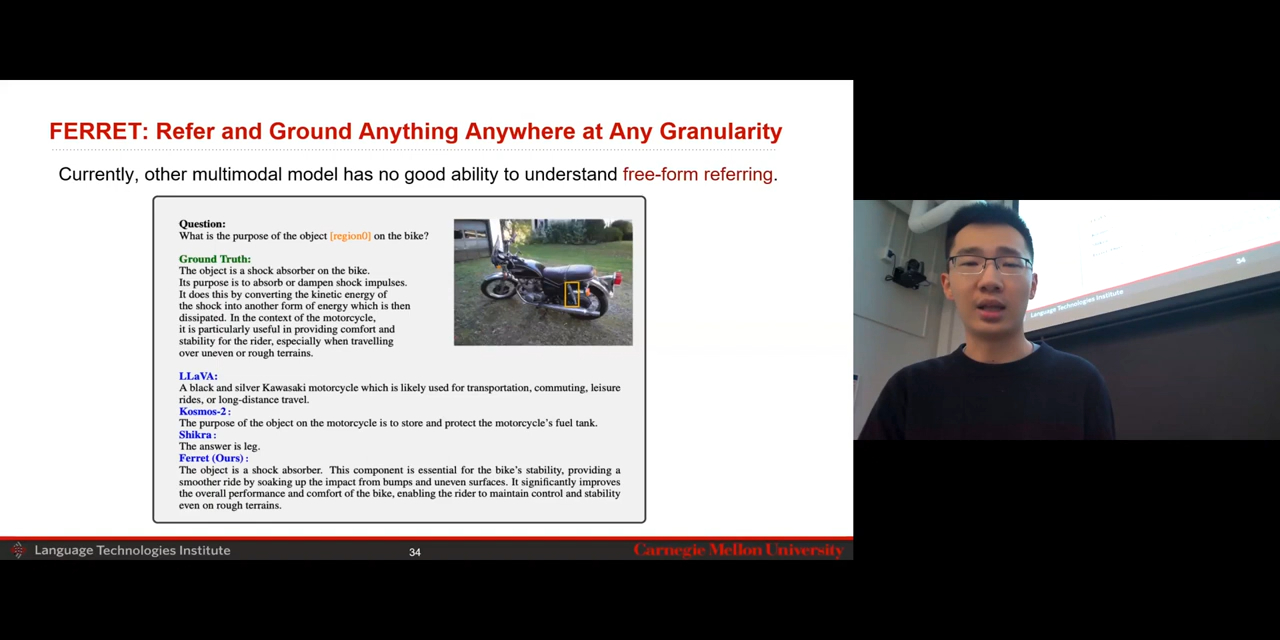 FERRET: Refer and Ground Anything Anywhere at Any Granularity
Currently, other multimodal model has no good ability to understand free-form referring.
Question:
What is the purpose of the object [region0] on the bike?
Ground Truth:
The object is a shock absorber on the bike.
Its purpose is to absorb or dampen shock impulses.
It does this by converting the kinetic energy of
the shock into another form of energy which is then
dissipated. In the context of the motorcycle,
it is particularly useful in providing comfort and
stability for the rider, especially when travelling
over uneven or rough terrains.
LLaVA:
A black and silver Kawasaki motorcycle which is likely used for transportation, commuting, leisure
rides, or long-distance travel.
Kosmos-2:
The purpose of the object on the motorcycle is to store and protect the motorcycle's fuel tank.
Shikra:
The answer is leg.
Ferret (Ours):
The object is a shock absorber. This component is essential for the bike's stability, providing a
smoother ride by soaking up the impact from bumps and uneven surfaces. It significantly improves
the overall performance and comfort of the bike, enabling the rider to maintain control and stability
even on rough terrains.
Language Technologies Institute
34
Carnegie Mellon University
34
Language Technologies Institute